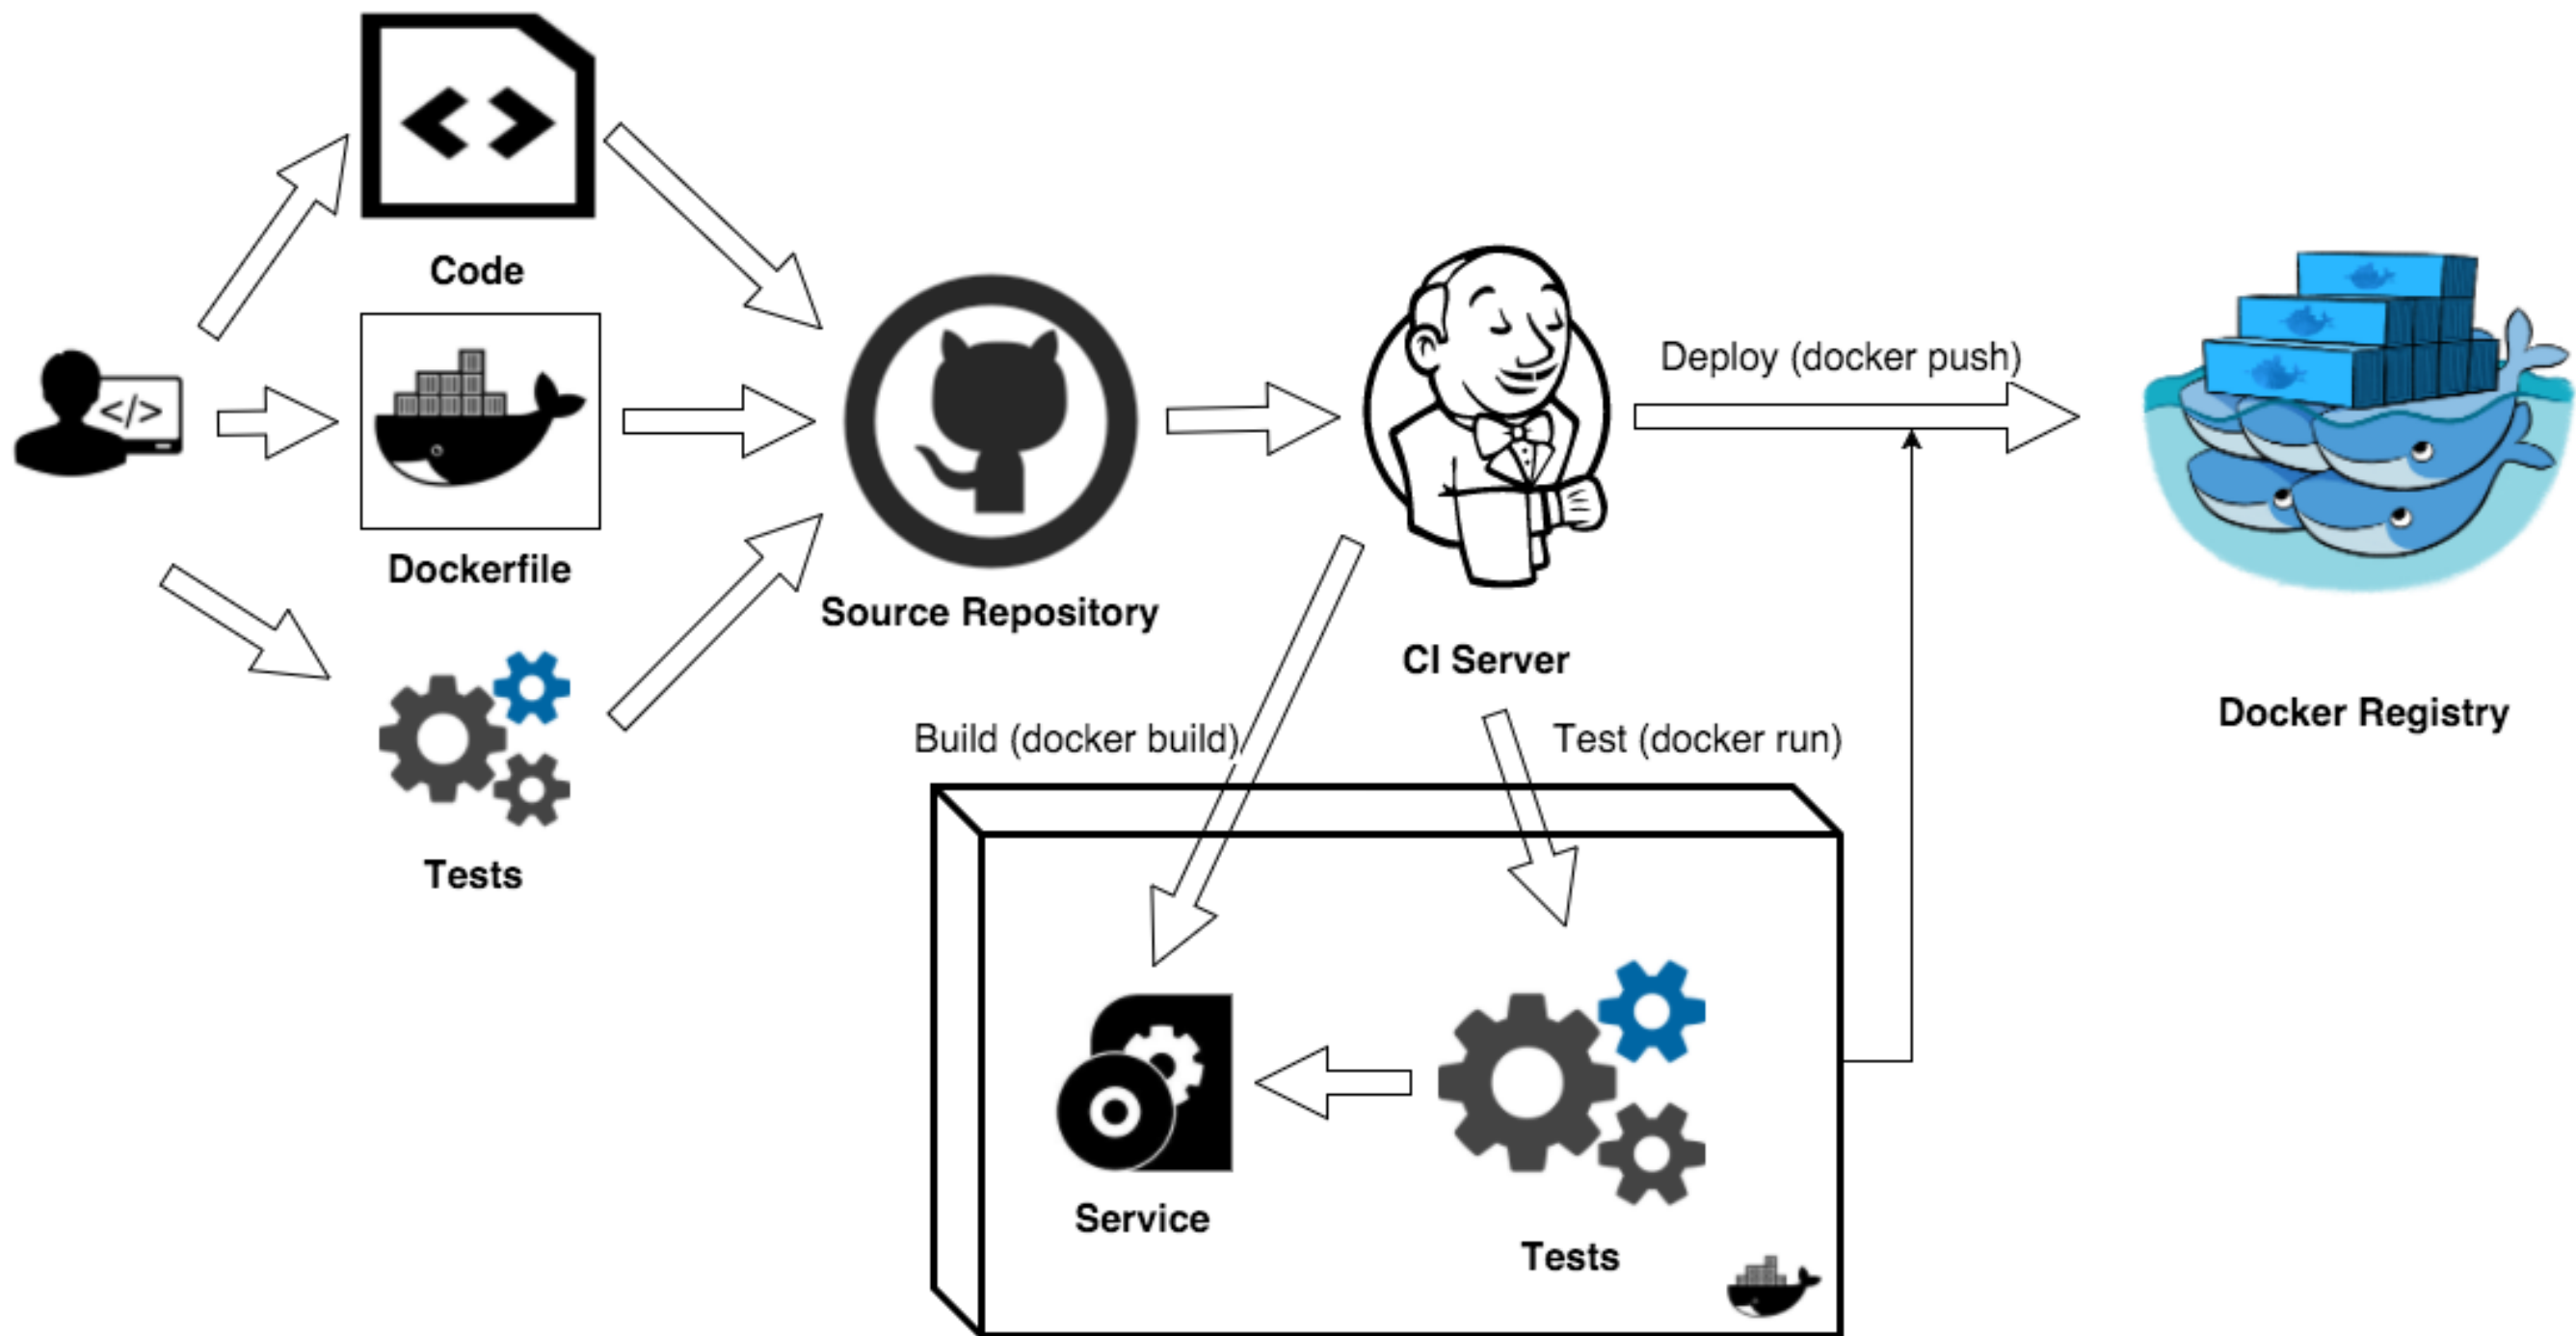 Code
</>
Dockerfile
Tests
Source Repository
CI Server
Deploy (docker push)
Docker Registry
Build (docker build)
Test (docker run)
Service
Tests